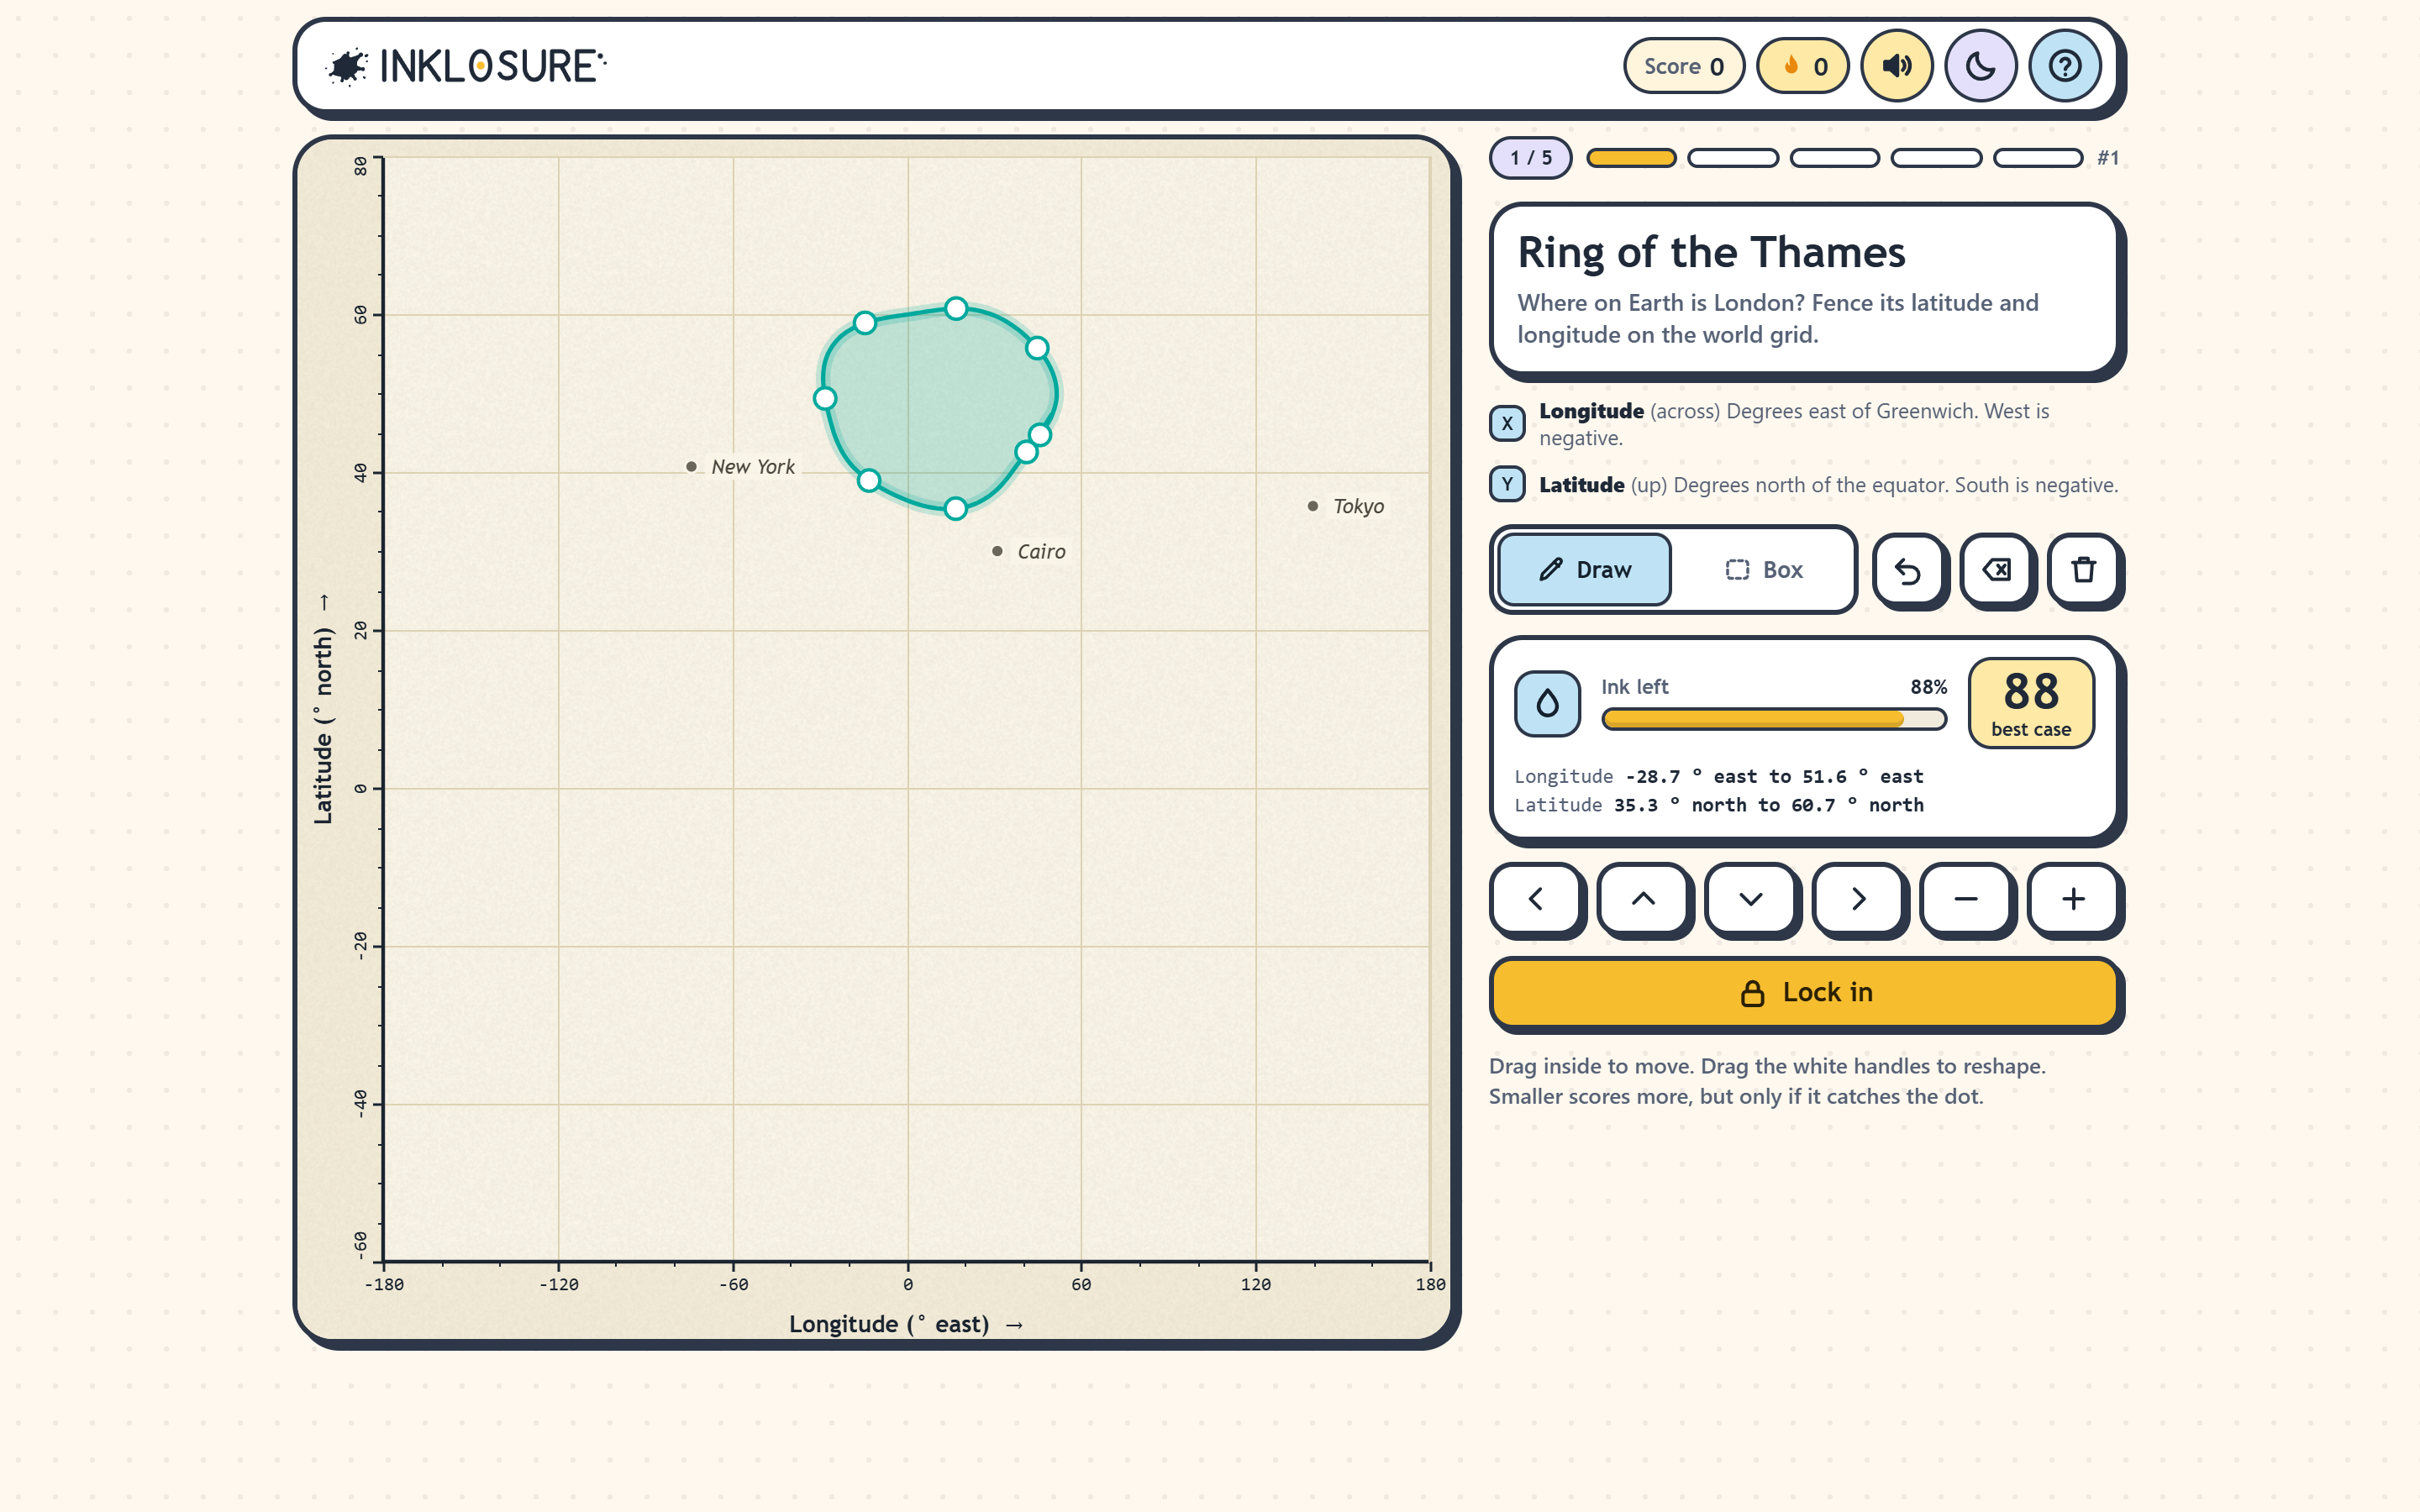 INKLOSURE
Score 0
0
80
60
40
20
0
-20
-40
-60
-180
-120
-60
0
60
120
180
Latitude (° north) →
Longitude (° east) →
New York
Cairo
Tokyo
1 / 5
#1
Ring of the Thames
Where on Earth is London? Fence its latitude and
longitude on the world grid.
X Longitude (across) Degrees east of Greenwich. West is
negative.
Y Latitude (up) Degrees north of the equator. South is negative.
Draw
Box
Ink left 88%
88
best case
Longitude -28.7 ° east to 51.6 ° east
Latitude 35.3 ° north to 60.7 ° north
Lock in
Drag inside to move. Drag the white handles to reshape.
Smaller scores more, but only if it catches the dot.